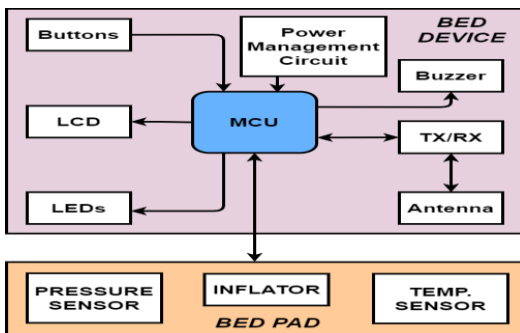 Buttons
Power
Management
Circuit
BED
DEVICE
Buzzer
LCD
MCU
TX/RX
LEDs
Antenna
PRESSURE
SENSOR
INFLATOR
TEMP.
SENSOR
BED PAD